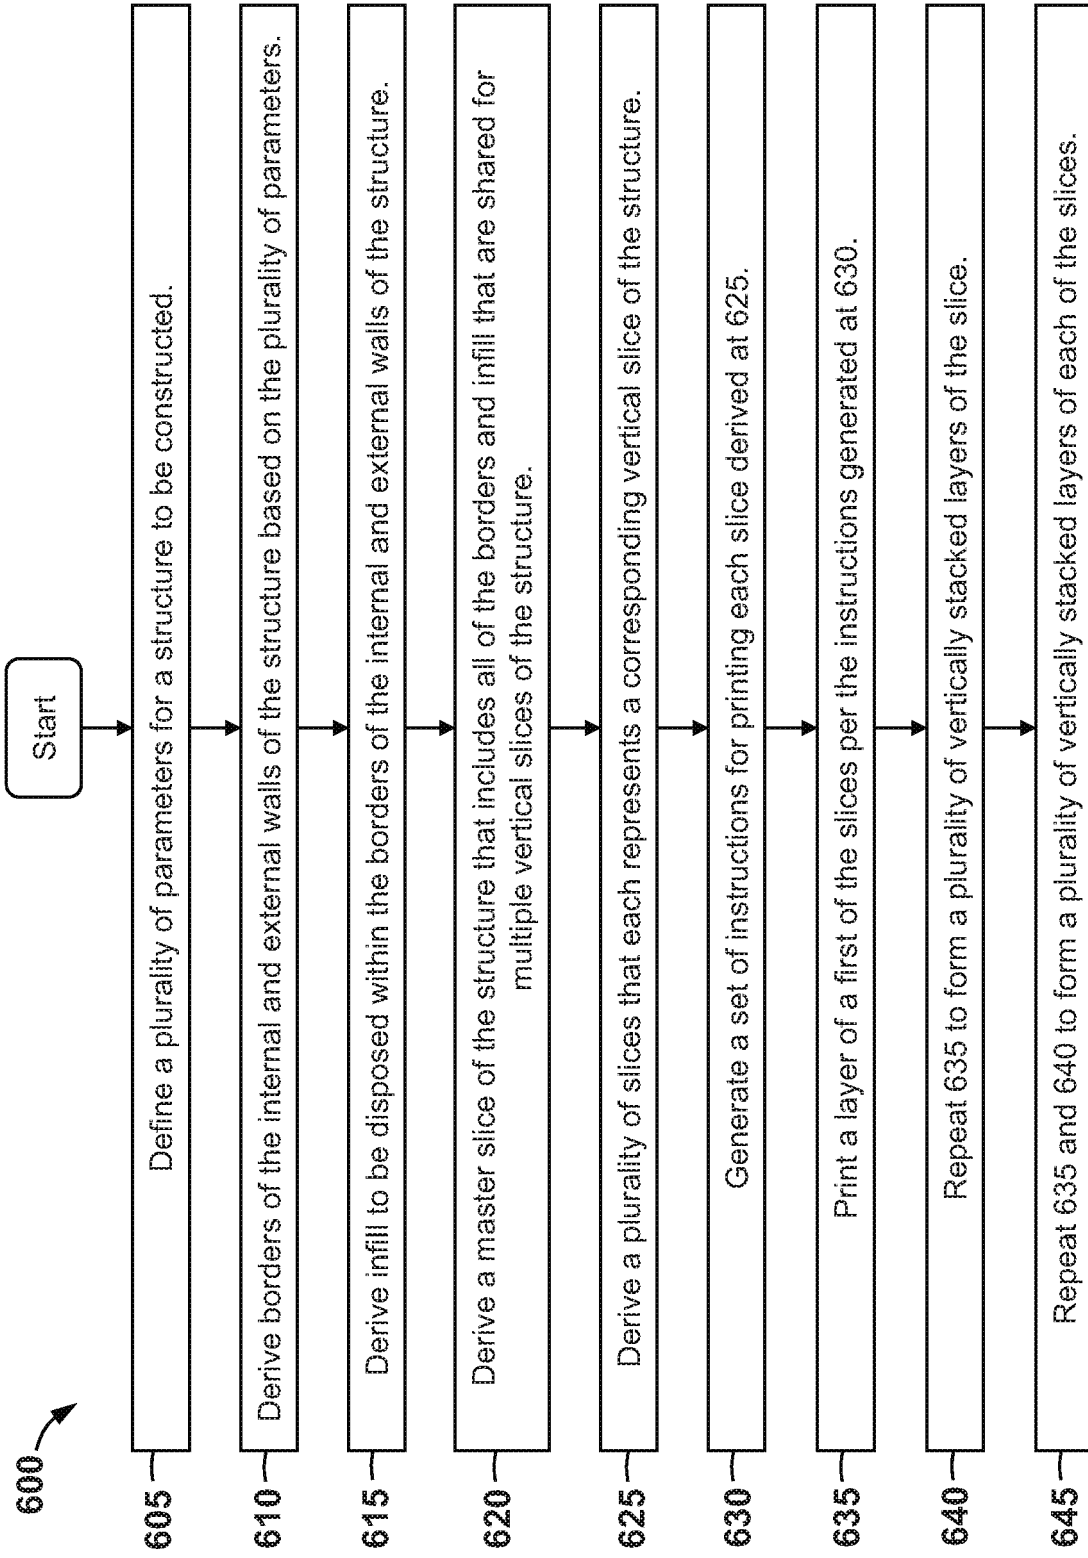 600
Start
605
Define a plurality of parameters for a structure to be constructed.
610
Derive borders of the internal and external walls of the structure based on the plurality of parameters.
615
Derive infill to be disposed within the borders of the internal and external walls of the structure.
620
Derive a master slice of the structure that includes all of the borders and infill that are shared for
multiple vertical slices of the structure.
625
Derive a plurality of slices that each represents a corresponding vertical slice of the structure.
630
Generate a set of instructions for printing each slice derived at 625.
635
Print a layer of a first of the slices per the instructions generated at 630.
640
Repeat 635 to form a plurality of vertically stacked layers of the slice.
645
Repeat 635 and 640 to form a plurality of vertically stacked layers of each of the slices.